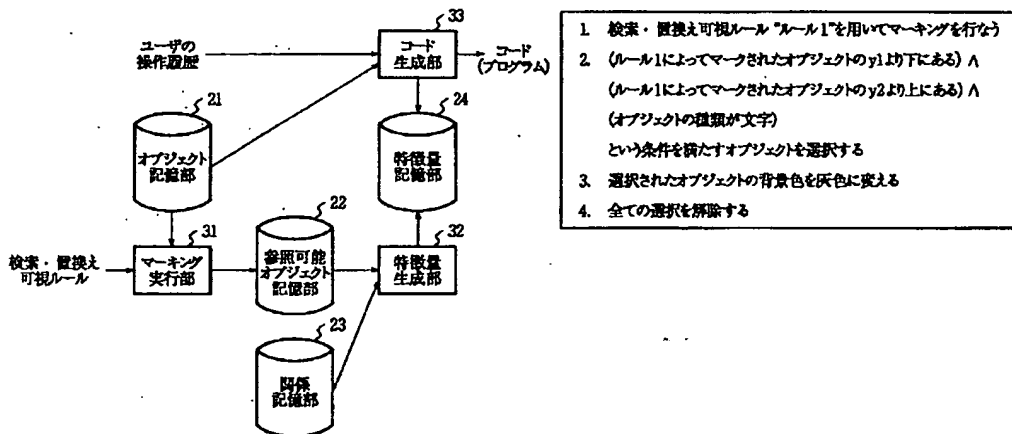 33
ユーザの
操作履歴
コード
生成部
コード
(プログラム)
21
24
オブジェクト
記憶部
特徴量
記憶部
22
31
32
検索・置換え
可視ルール
マーキング
実行部
参照可能
オブジェクト
記憶部
特徴量
生成部
23
関係
記憶部
1. 検索・置換え可視ルール“ルール1”を用いてマーキングを行なう
2. (ルール1によってマークされたオブジェクトのy1より下にある) ∧
(ルール1によってマークされたオブジェクトのy2より上にある) ∧
(オブジェクトの種類が文字)
という条件を満たすオブジェクトを選択する
3. 選択されたオブジェクトの背景色を灰色に変える
4. 全ての選択を解除する